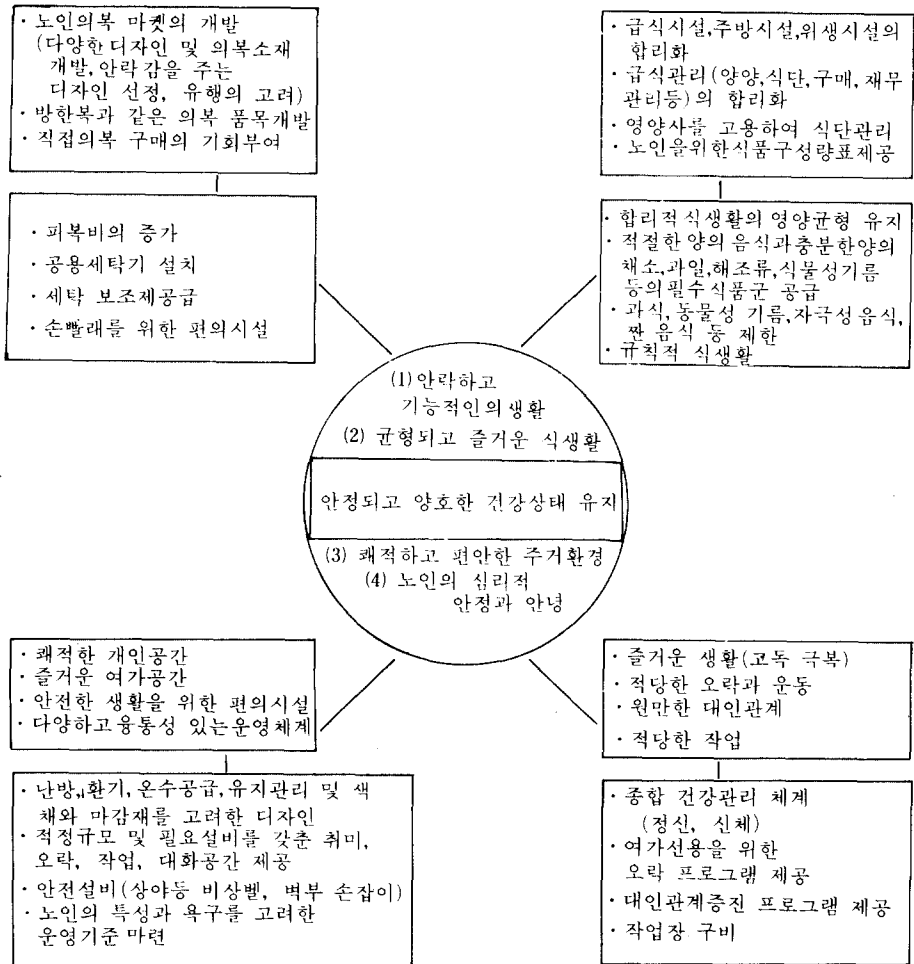 · 노인의복 마켓의 개발
(다양한디자인 및 의복소재
개발,안락감을 주는
디자인 선정, 유행의 고려)
· 방한복과 같은 의복 품목개발
· 직접의복 구매의 기회부여
· 피복비의 증가
· 공용세탁기 설치
· 세탁 보조제공급
· 손빨래를 위한 편의시설
· 급식시설,주방시설,위생시설의
합리화
· 급식관리(양양,식단,구매,재무
관리등)의 합리화
· 영양사를 고용하여 식단관리
· 노인을위한식품구성량표제공
· 합리적식생활의 영양균형 유지
· 적절한 양의 음식과충분한양의
채소,과일,해조류,식물성기름
등의필수식품군 공급
· 과식,동물성 기름,자극성음식,
짠 음식 등 제한
· 규칙적 식생활
(1) 안락하고
기능적인의생활
(2) 균형되고 즐거운 식생활
안정되고 양호한 건강상태 유지
(3) 쾌적하고 편안한 주거환경
(4) 노인의 심리적
안정과 안녕
· 쾌적한 개인공간
· 즐거운 여가공간
· 안전한 생활을 위한 편의시설
· 다양하고융통성 있는운영체계
· 난방,환기, 온수공급,유지관리 및 색
채와 마감재를 고려한 디자인
· 적정규모 및 필요설비를 갖춘 취미,
오락, 작업, 대화공간 제공
· 안전설비(상야등 비상벨, 벽부 손잡이)
· 노인의 특성과 욕구를 고려한
운영기준 마련
· 즐거운 생활(고독 극복)
· 적당한 오락과 운동
· 원만한 대인관계
· 적당한 작업
· 종합 건강관리 체계
(정신, 신체)
· 여가선용을 위한
오락 프로그램 제공
· 대인관계증진 프로그램 제공
· 작업장 구비